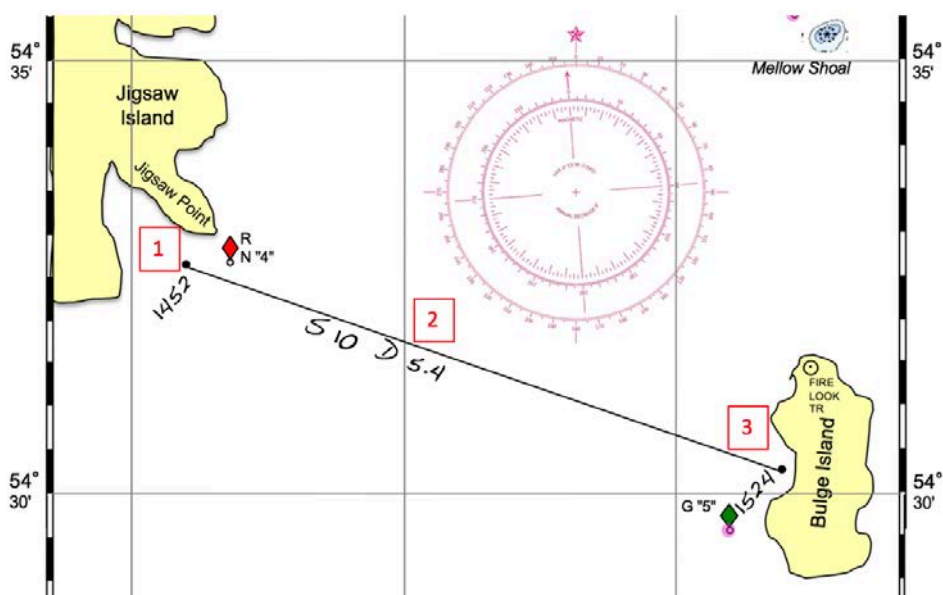 54°
35'
54°
35'
Mellow Shoal
Jigsaw
Island
Jigsaw Point
MAGNETIC
1
R
N "4"
1452
2
S 10 D 5.4
FIRE
LOOK
TR
3
Bulge Island
54°
30'
54°
30'
1524
G "5"